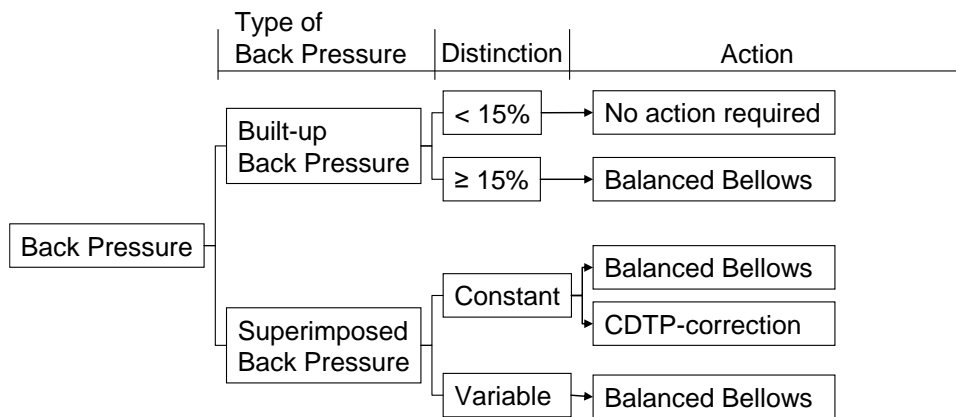 Type of
Back Pressure
Distinction
Action
Built-up
Back Pressure
< 15%
No action required
≥ 15%
Balanced Bellows
Back Pressure
Superimposed
Back Pressure
Constant
Balanced Bellows
CDTP-correction
Variable
Balanced Bellows